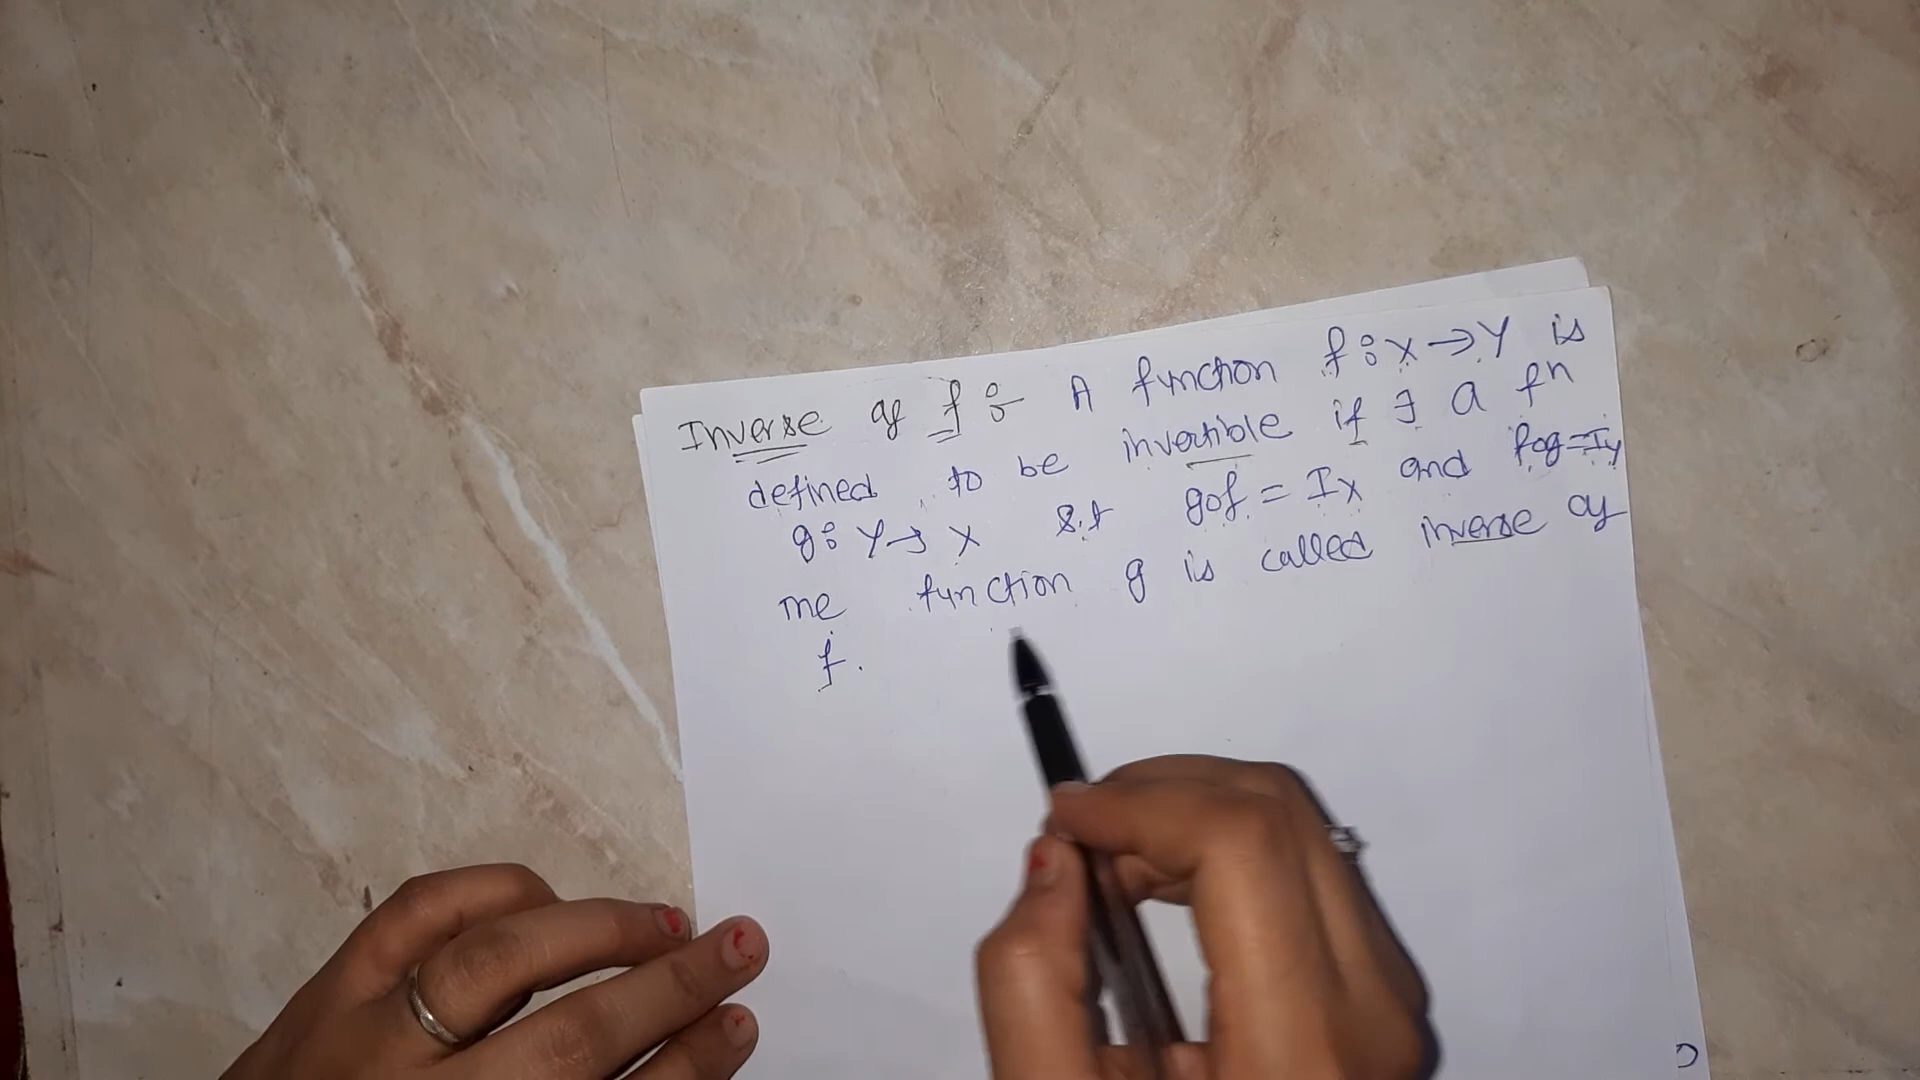 Inverse of f :- A function f : X → Y is
defined to be invertible if ∃ a fn
g : Y → X s.t gof = Ix and fog = Iy
The function g is called inverse of
f.